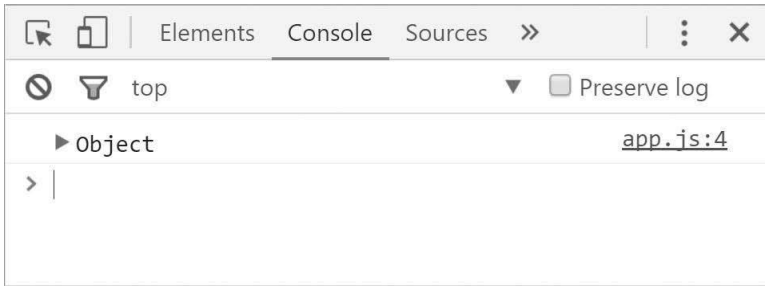 Elements Console Sources »
top ▼ Preserve log
▶ Object app.js:4
>